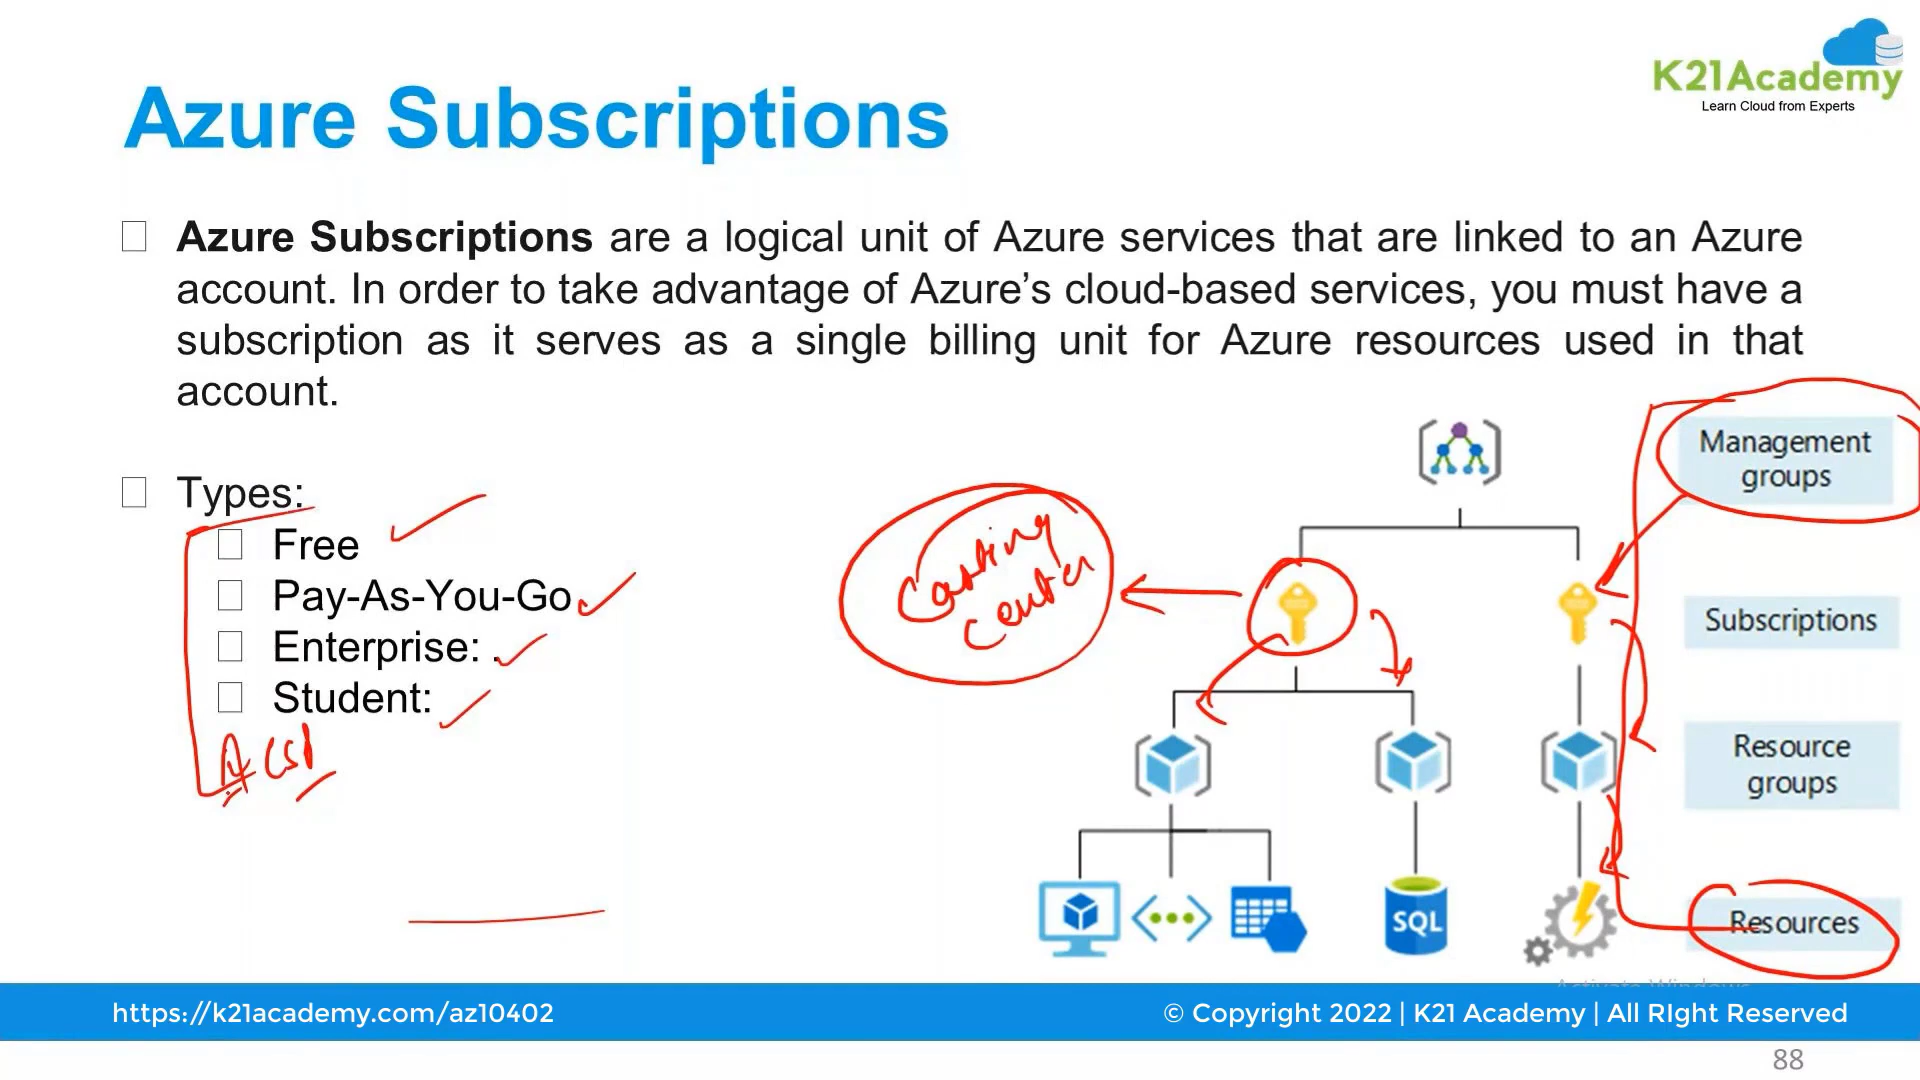 K21Academy
Learn Cloud from Experts
Azure Subscriptions
Azure Subscriptions are a logical unit of Azure services that are linked to an Azure
account. In order to take advantage of Azure’s cloud-based services, you must have a
subscription as it serves as a single billing unit for Azure resources used in that
account.
Types:
Free
Pay-As-You-Go
Enterprise: .
Student:
CSP
Costing
Center
Management
groups
Subscriptions
Resource
groups
SQL
Resources
Activate Windows
https://k21academy.com/az10402
© Copyright 2022 | K21 Academy | All RIght Reserved
88